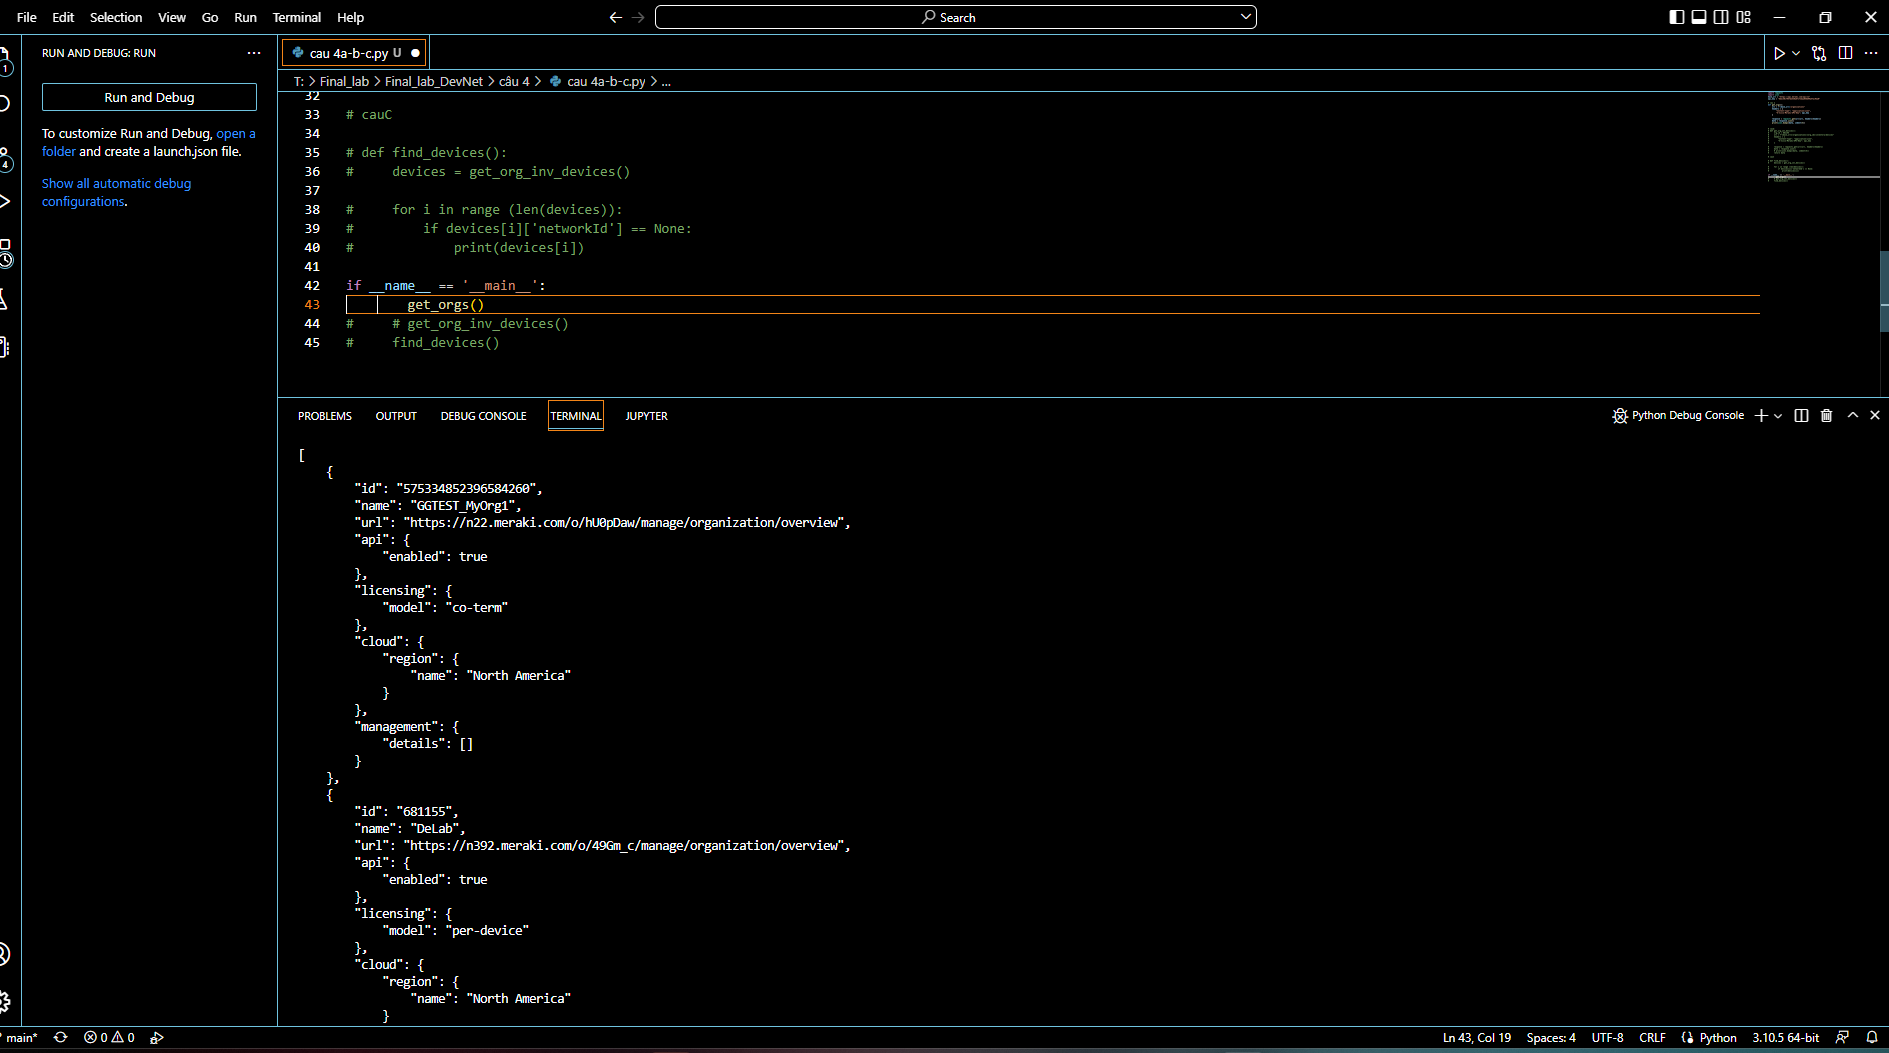 File Edit Selection View Go Run Terminal Help
Search
RUN AND DEBUG: RUN
Run and Debug
To customize Run and Debug, open a
folder and create a launch.json file.
Show all automatic debug
configurations.
1
4
cau 4a-b-c.py U
T: > Final_lab > Final_lab_DevNet > câu 4 > cau 4a-b-c.py > ...
32
33 # cauC
34
35 # def find_devices():
36 #     devices = get_org_inv_devices()
37
38 #     for i in range (len(devices)):
39 #         if devices[i]['networkId'] == None:
40 #             print(devices[i])
41
42 if __name__ == '__main__':
43         get_orgs()
44 #     # get_org_inv_devices()
45 #     find_devices()
PROBLEMS OUTPUT DEBUG CONSOLE TERMINAL JUPYTER
Python Debug Console
[
    {
        "id": "575334852396584260",
        "name": "GGTEST_MyOrg1",
        "url": "https://n22.meraki.com/o/hU0pDaw/manage/organization/overview",
        "api": {
            "enabled": true
        },
        "licensing": {
            "model": "co-term"
        },
        "cloud": {
            "region": {
                "name": "North America"
            }
        },
        "management": {
            "details": []
        }
    },
    {
        "id": "681155",
        "name": "DeLab",
        "url": "https://n392.meraki.com/o/49Gm_c/manage/organization/overview",
        "api": {
            "enabled": true
        },
        "licensing": {
            "model": "per-device"
        },
        "cloud": {
            "region": {
                "name": "North America"
            }
main* 0 0 Ln 43, Col 19 Spaces: 4 UTF-8 CRLF Python 3.10.5 64-bit